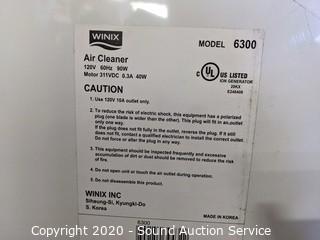 WINIX
MODEL 6300
Air Cleaner
120V 60Hz 90W
Motor 311VDC 0.3A 40W
UL US LISTED
ION GENERATOR
20KX
E248408
CAUTION
1. Use 120V 10A outlet only.
2. To reduce the risk of electric shock, this equipment has a polarized
plug (one blade is wider than the other). This plug will fit in an outlet
only one way.
If the plug does not fit fully in the outlet, reverse the plug. If it
still does not fit, contact a qualified electrician to install the correct outlet.
Do not force or alter the plug in any way.
3. This equipment should be inspected frequently and excessive
accumulation of dirt or dust should be removed to reduce the risk
of fire.
4. Do not open unit or touch the air outlet during operation.
5. Do not disassemble this product.
WINIX INC
Siheung-Si, Kyungki-Do
S. Korea
MADE IN KOREA
6300
Copyright 2020 - Sound Auction Service